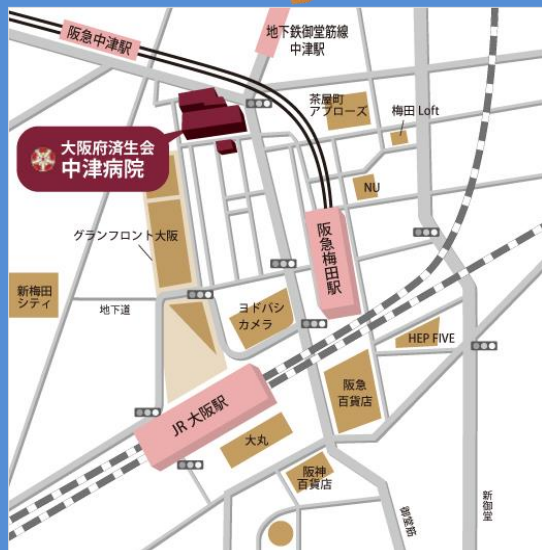 阪急中津駅
地下鉄御堂筋線
中津駅
茶屋町
アプローズ
梅田 Loft
大阪府済生会
中津病院
NU
グランフロント大阪
阪急梅田駅
新梅田
シティ
地下道
ヨドバシ
カメラ
HEP FIVE
阪急
百貨店
JR 大阪駅
大丸
阪神
百貨店
御堂筋
新御堂